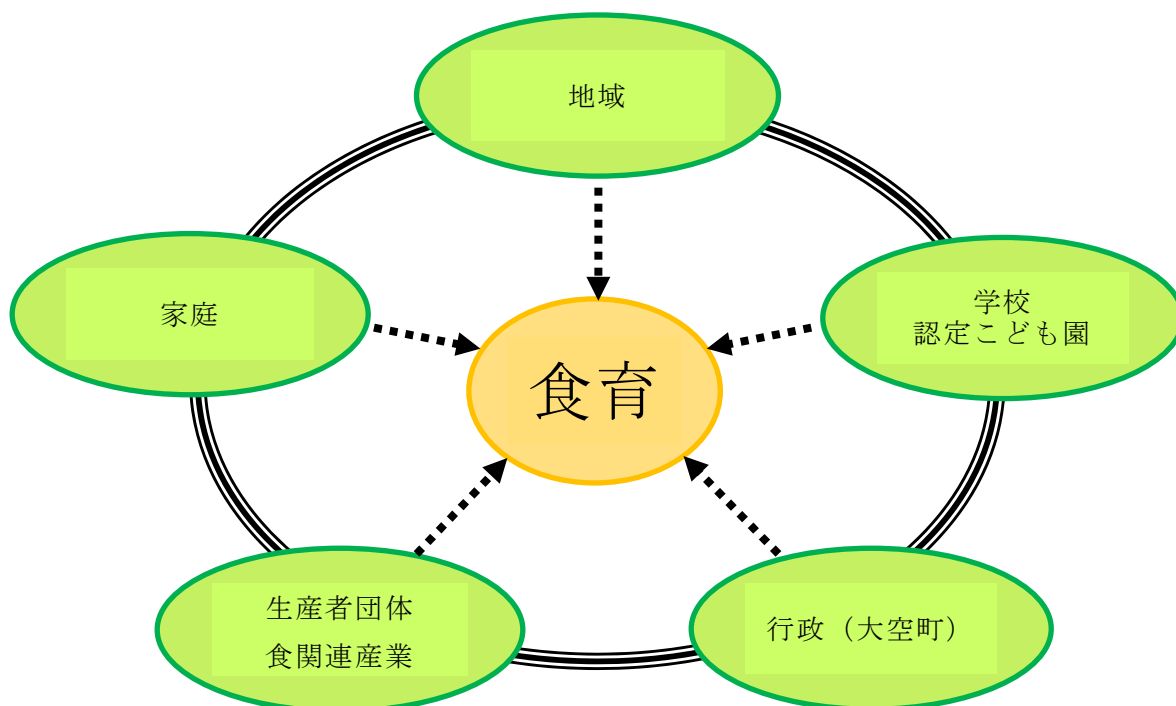 地域
家庭
学校
認定こども園
食育
生産者団体
食関連産業
行政（大空町）